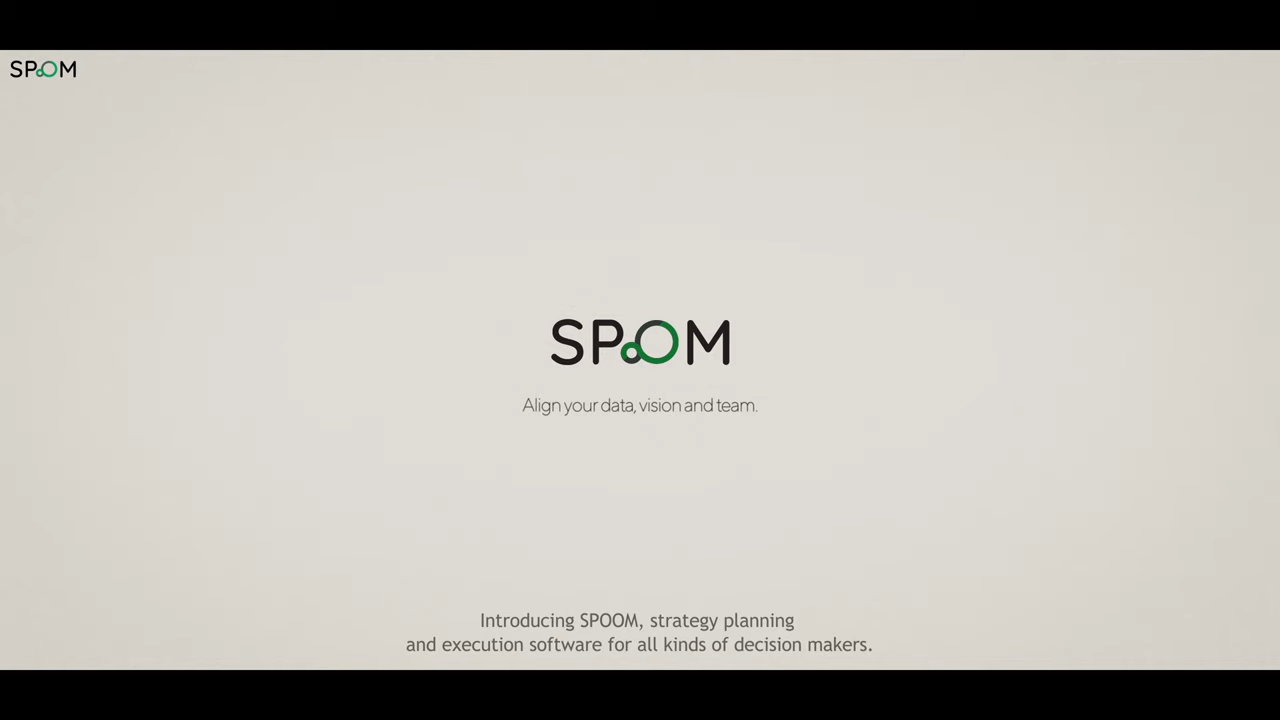 SPOOM
SPOOM
Align your data, vision and team.
Introducing SPOOM, strategy planning
and execution software for all kinds of decision makers.